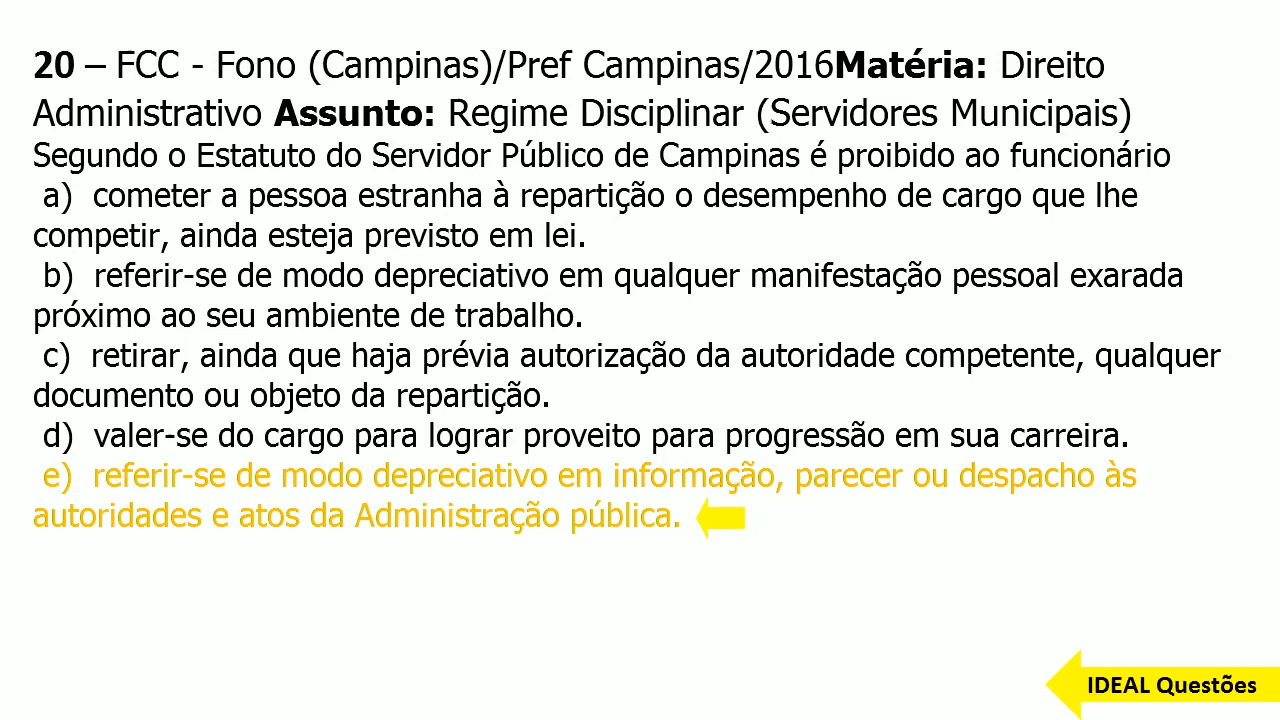 20 – FCC - Fono (Campinas)/Pref Campinas/2016Matéria: Direito
Administrativo Assunto: Regime Disciplinar (Servidores Municipais)
Segundo o Estatuto do Servidor Público de Campinas é proibido ao funcionário
a) cometer a pessoa estranha à repartição o desempenho de cargo que lhe
competir, ainda esteja previsto em lei.
b) referir-se de modo depreciativo em qualquer manifestação pessoal exarada
próximo ao seu ambiente de trabalho.
c) retirar, ainda que haja prévia autorização da autoridade competente, qualquer
documento ou objeto da repartição.
d) valer-se do cargo para lograr proveito para progressão em sua carreira.
e) referir-se de modo depreciativo em informação, parecer ou despacho às
autoridades e atos da Administração pública.
IDEAL Questões